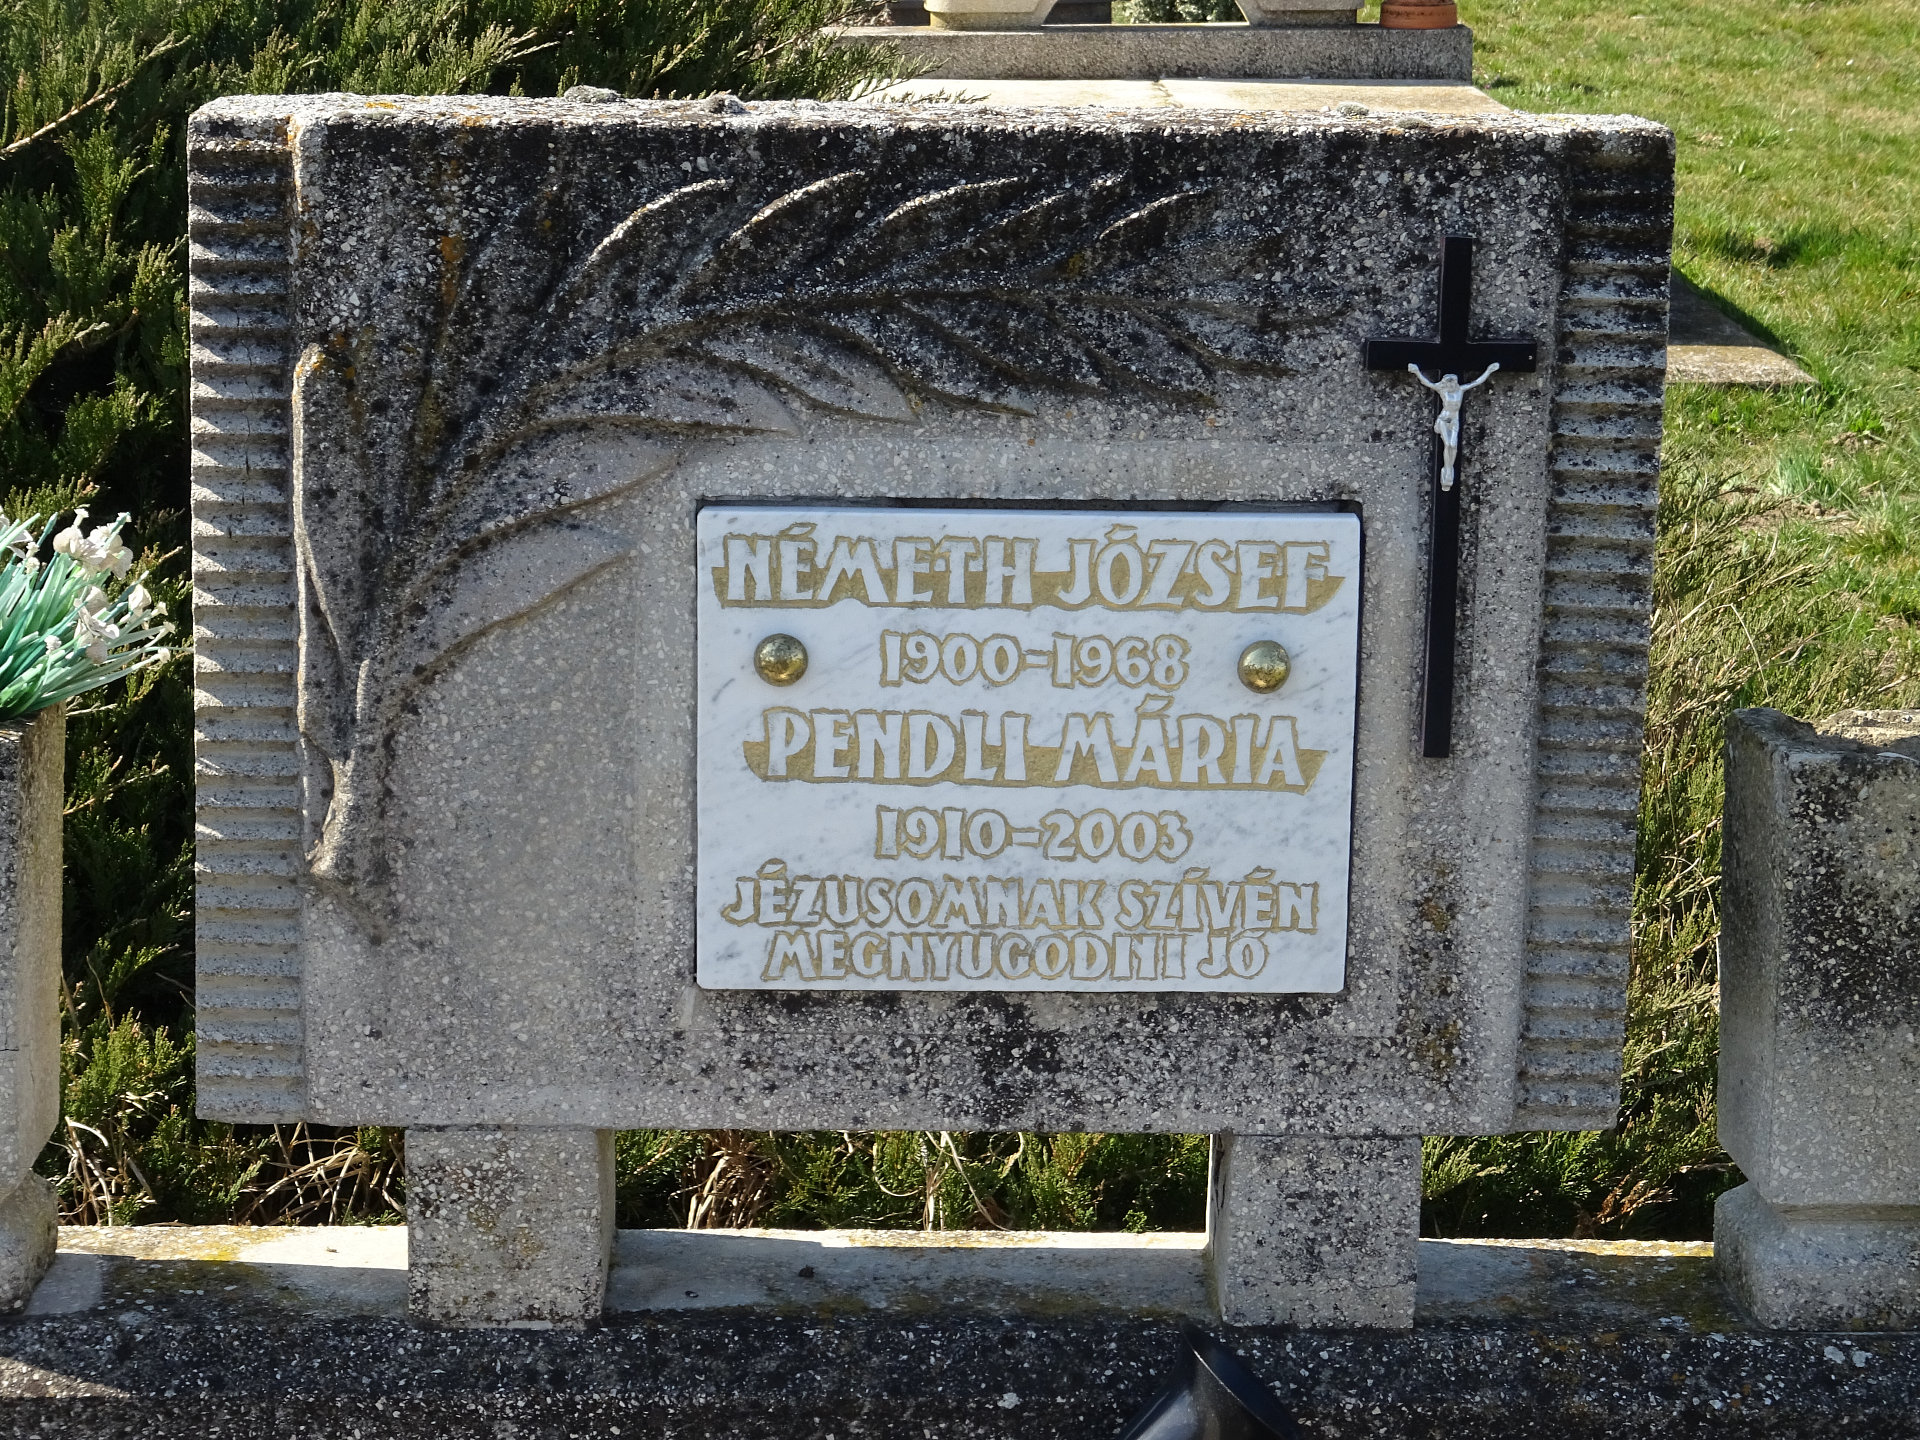 NÉMETH JÓZSEF
1900-1968
PENDLI MÁRIA
1910-2003
JÉZUSOMNAK SZÍVÉN
MEGNYUGODNI JÓ